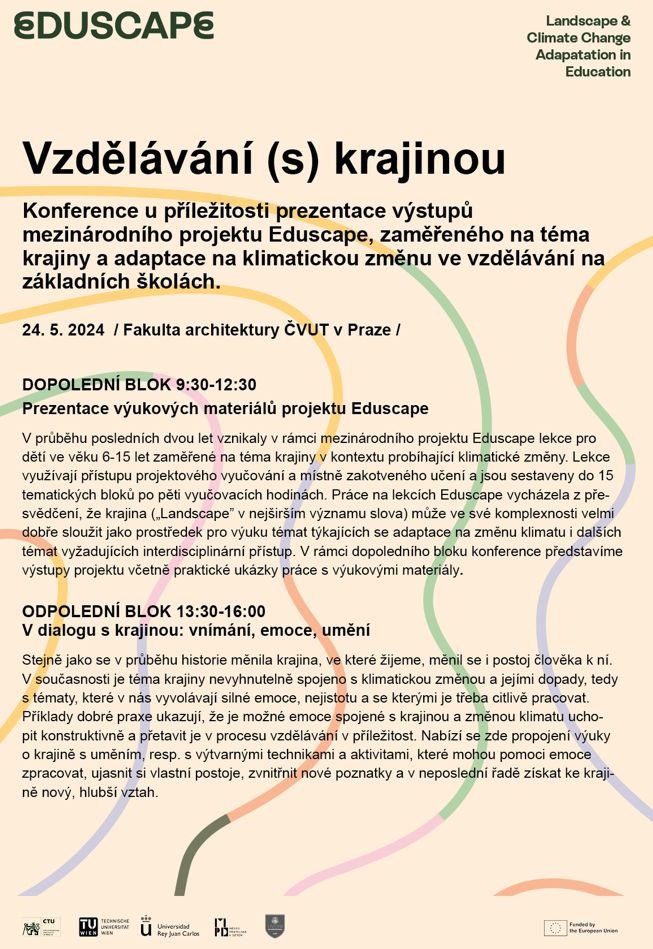 EDUSCAPE
Landscape &
Climate Change
Adapatation in
Education
Vzdělávání (s) krajinou
Konference u příležitosti prezentace výstupů
mezinárodního projektu Eduscape, zaměřeného na téma
krajiny a adaptace na klimatickou změnu ve vzdělávání na
základních školách.
24. 5. 2024 / Fakulta architektury ČVUT v Praze /
DOPOLEDNÍ BLOK 9:30-12:30
Prezentace výukových materiálů projektu Eduscape
V průběhu posledních dvou let vznikaly v rámci mezinárodního projektu Eduscape lekce pro
dětí ve věku 6-15 let zaměřené na téma krajiny v kontextu probíhající klimatické změny. Lekce
využívají přístupu projektového vyučování a místně zakotveného učení a jsou sestaveny do 15
tematických bloků po pěti vyučovacích hodinách. Práce na lekcích Eduscape vycházela z pře-
svědčení, že krajina („Landscape” v nejširším významu slova) může ve své komplexnosti velmi
dobře sloužit jako prostředek pro výuku témat týkajících se adaptace na změnu klimatu i dalších
témat vyžadujících interdisciplinární přístup. V rámci dopoledního bloku konference představíme
výstupy projektu včetně praktické ukázky práce s výukovými materiály.
ODPOLEDNÍ BLOK 13:30-16:00
V dialogu s krajinou: vnímání, emoce, umění
Stejně jako se v průběhu historie měnila krajina, ve které žijeme, měnil se i postoj člověka k ní.
V současnosti je téma krajiny nevyhnutelně spojeno s klimatickou změnou a jejími dopady, tedy
s tématy, které v nás vyvolávají silné emoce, nejistotu a se kterými je třeba citlivě pracovat.
Příklady dobré praxe ukazují, že je možné emoce spojené s krajinou a změnou klimatu ucho-
pit konstruktivně a přetavit je v procesu vzdělávání v příležitost. Nabízí se zde propojení výuky
o krajině s uměním, resp. s výtvarnými technikami a aktivitami, které mohou pomoci emoce
zpracovat, ujasnit si vlastní postoje, zvnitřnit nové poznatky a v neposlední řadě získat ke kraji-
ně nový, hlubší vztah.
CTU
TU
WIEN
TECHNISCHE
UNIVERSITÄT
WIEN
Universidad
Rey Juan Carlos
Funded by
the European Union